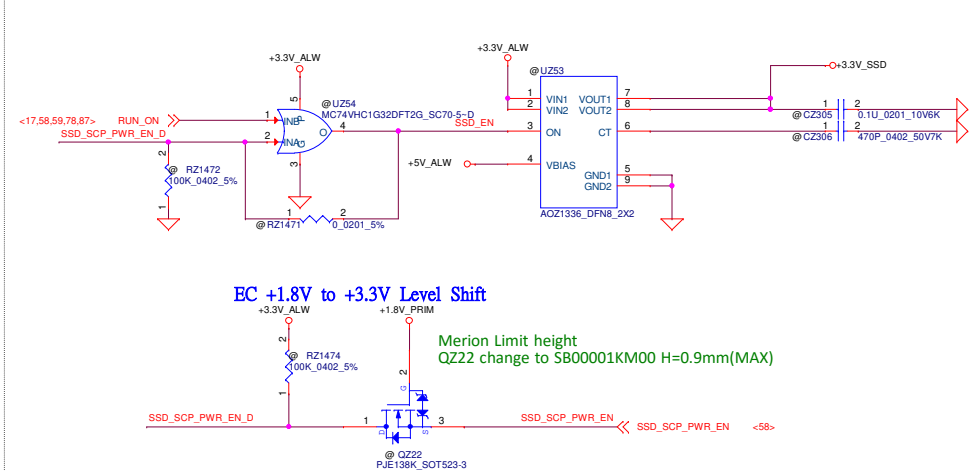 +3.3V_ALW
+3.3V_ALW
+3.3V_SSD
@UZ53
@UZ54
MC74VHC1G32DFT2G_SC70-5~D
<17,58,59,78,87> RUN_ON
SSD_SCP_PWR_EN_D
1 INB
2 INA
5 P
O 4
G 3
SSD_EN
1 VIN1
2 VIN2
3 ON
4 VBIAS
+5V_ALW
VOUT1 7
VOUT2 8
CT 6
GND1 5
GND2 9
AOZ1336_DFN8_2X2
1 2
@CZ305 0.1U_0201_10V6K
1 2
@CZ306 470P_0402_50V7K
2
@ RZ1472
100K_0402_5%
1
1 2
@RZ1471 0_0201_5%
EC +1.8V to +3.3V Level Shift
+3.3V_ALW
+1.8V_PRIM
Merion Limit height
QZ22 change to SB00001KM00 H=0.9mm(MAX)
2
@ RZ1474
100K_0402_5%
1
2
G
SSD_SCP_PWR_EN_D
1 D
S 3
SSD_SCP_PWR_EN
SSD_SCP_PWR_EN <58>
@ QZ22
PJE138K_SOT523-3